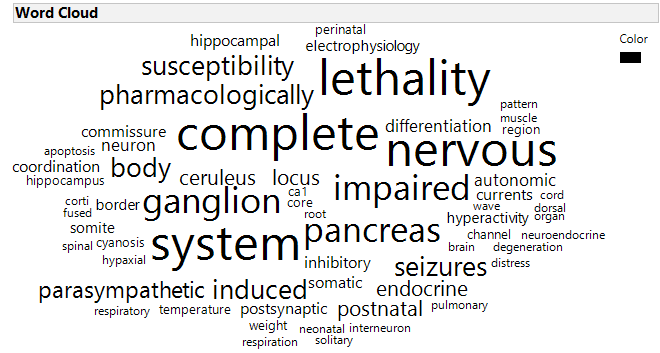 Word Cloud
Color
perinatal
hippocampal
electrophysiology
susceptibility
lethality
pharmacologically
pattern
muscle
region
commissure
complete
differentiation
neuron
nervous
apoptosis
coordination
body
hippocampus
ceruleus
locus
impaired
autonomic
corti
fused
border
ganglion
ca1
core
currents
cord
wave
dorsal
organ
root
hyperactivity
somite
system
pancreas
channel
neuroendocrine
spinal
cyanosis
brain
degeneration
hypaxial
inhibitory
seizures
distress
parasympathetic
induced
somatic
endocrine
respiratory
temperature
postsynaptic
postnatal
pulmonary
weight
neonatal
interneuron
respiration
solitary